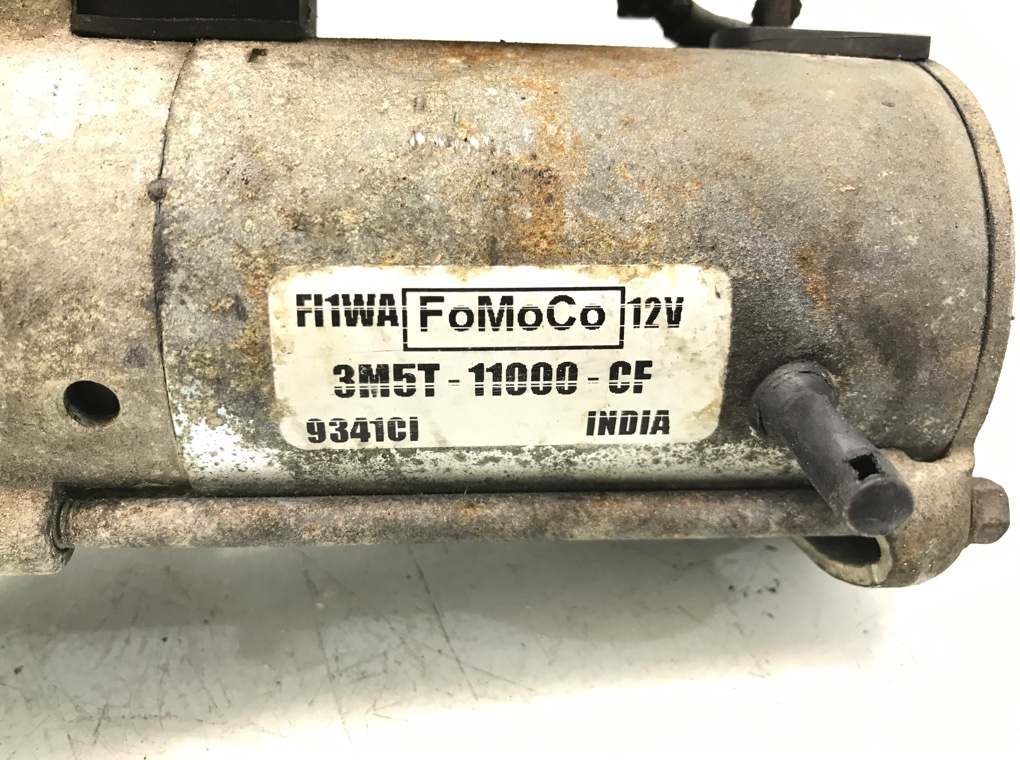 FI1WA FoMoCo 12V
3M5T-11000-CF
9341CI INDIA